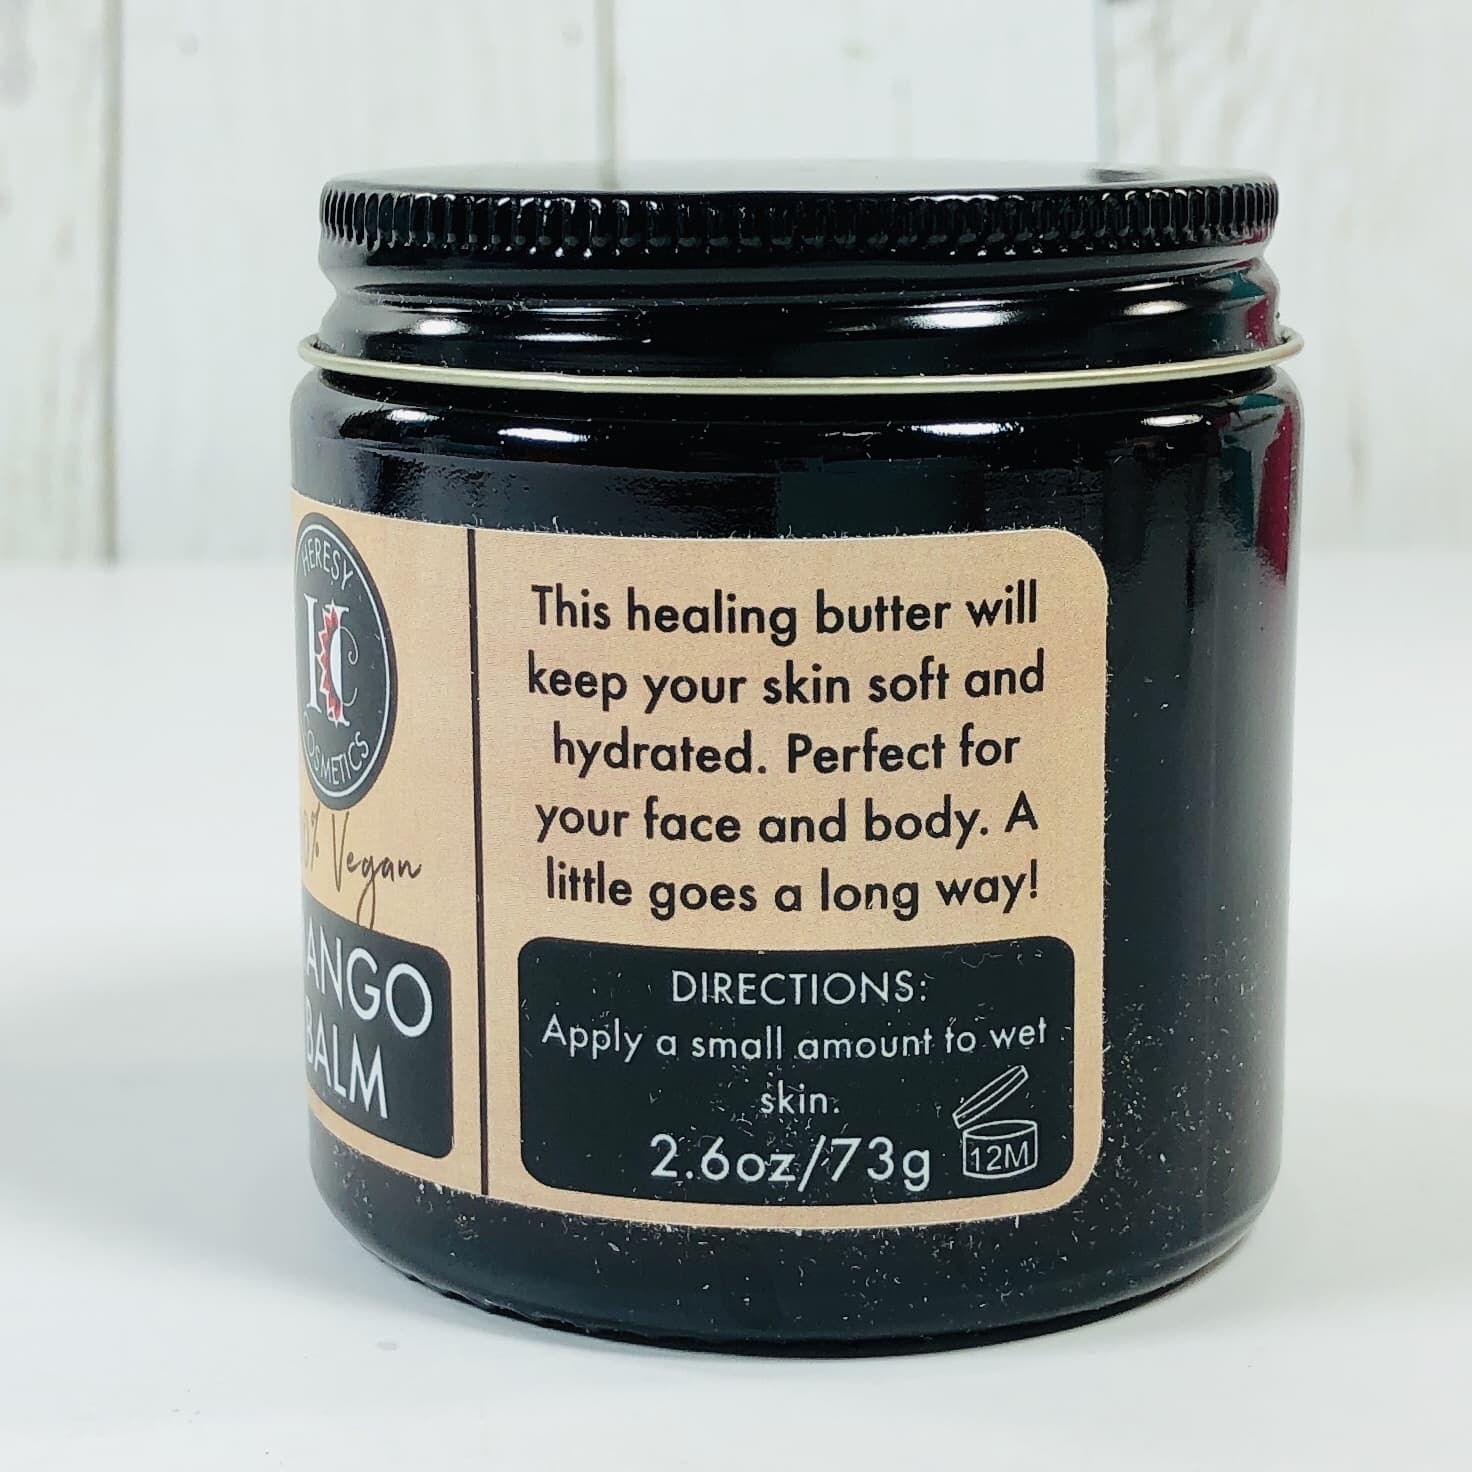 HERESY
HC
COSMETICS
Vegan
BALM
This healing butter will
keep your skin soft and
hydrated. Perfect for
your face and body. A
little goes a long way!
DIRECTIONS:
Apply a small amount to wet
skin.
2.6oz/73g
12M